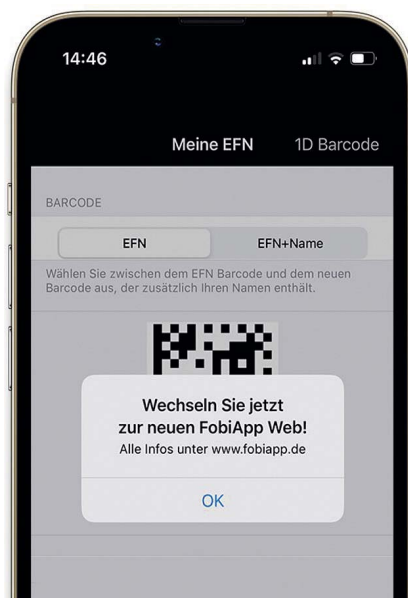 14:46
Meine EFN 1D Barcode
BARCODE
EFN EFN+Name
Wählen Sie zwischen dem EFN Barcode und dem neuen
Barcode aus, der zusätzlich Ihren Namen enthält.
Wechseln Sie jetzt
zur neuen FobiApp Web!
Alle Infos unter www.fobiapp.de
OK